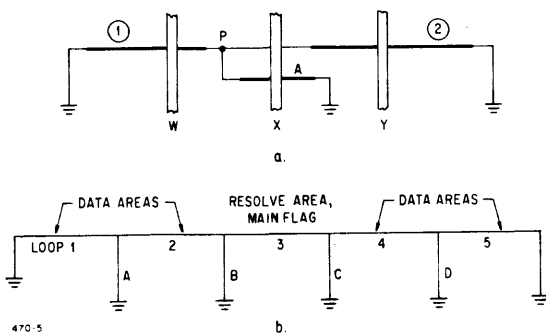 1
2
P
A
W
X
Y
a.
DATA AREAS
RESOLVE AREA,
MAIN FLAG
DATA AREAS
LOOP 1
2
3
4
5
A
B
C
D
470-5
b.